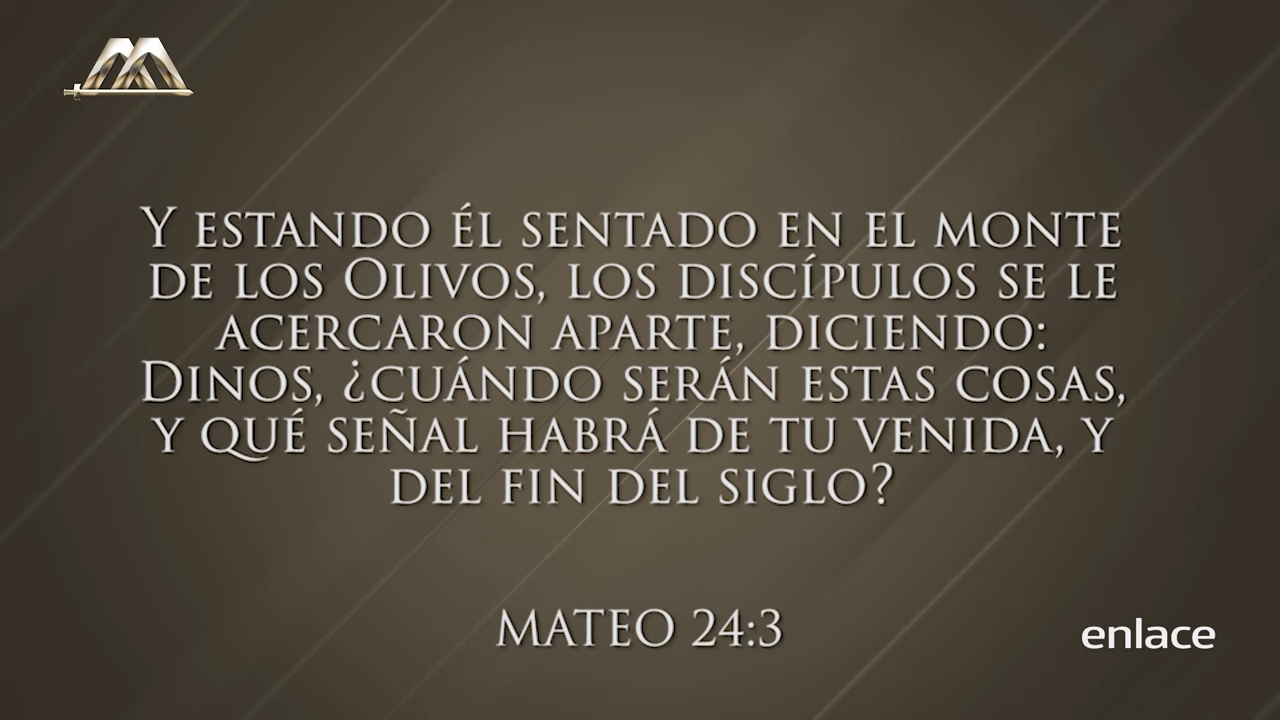 Y estando él sentado en el monte
de los Olivos, los discípulos se le
acercaron aparte, diciendo:
Dinos, ¿cuándo serán estas cosas,
y qué señal habrá de tu venida, y
del fin del siglo?
MATEO 24:3
enlace